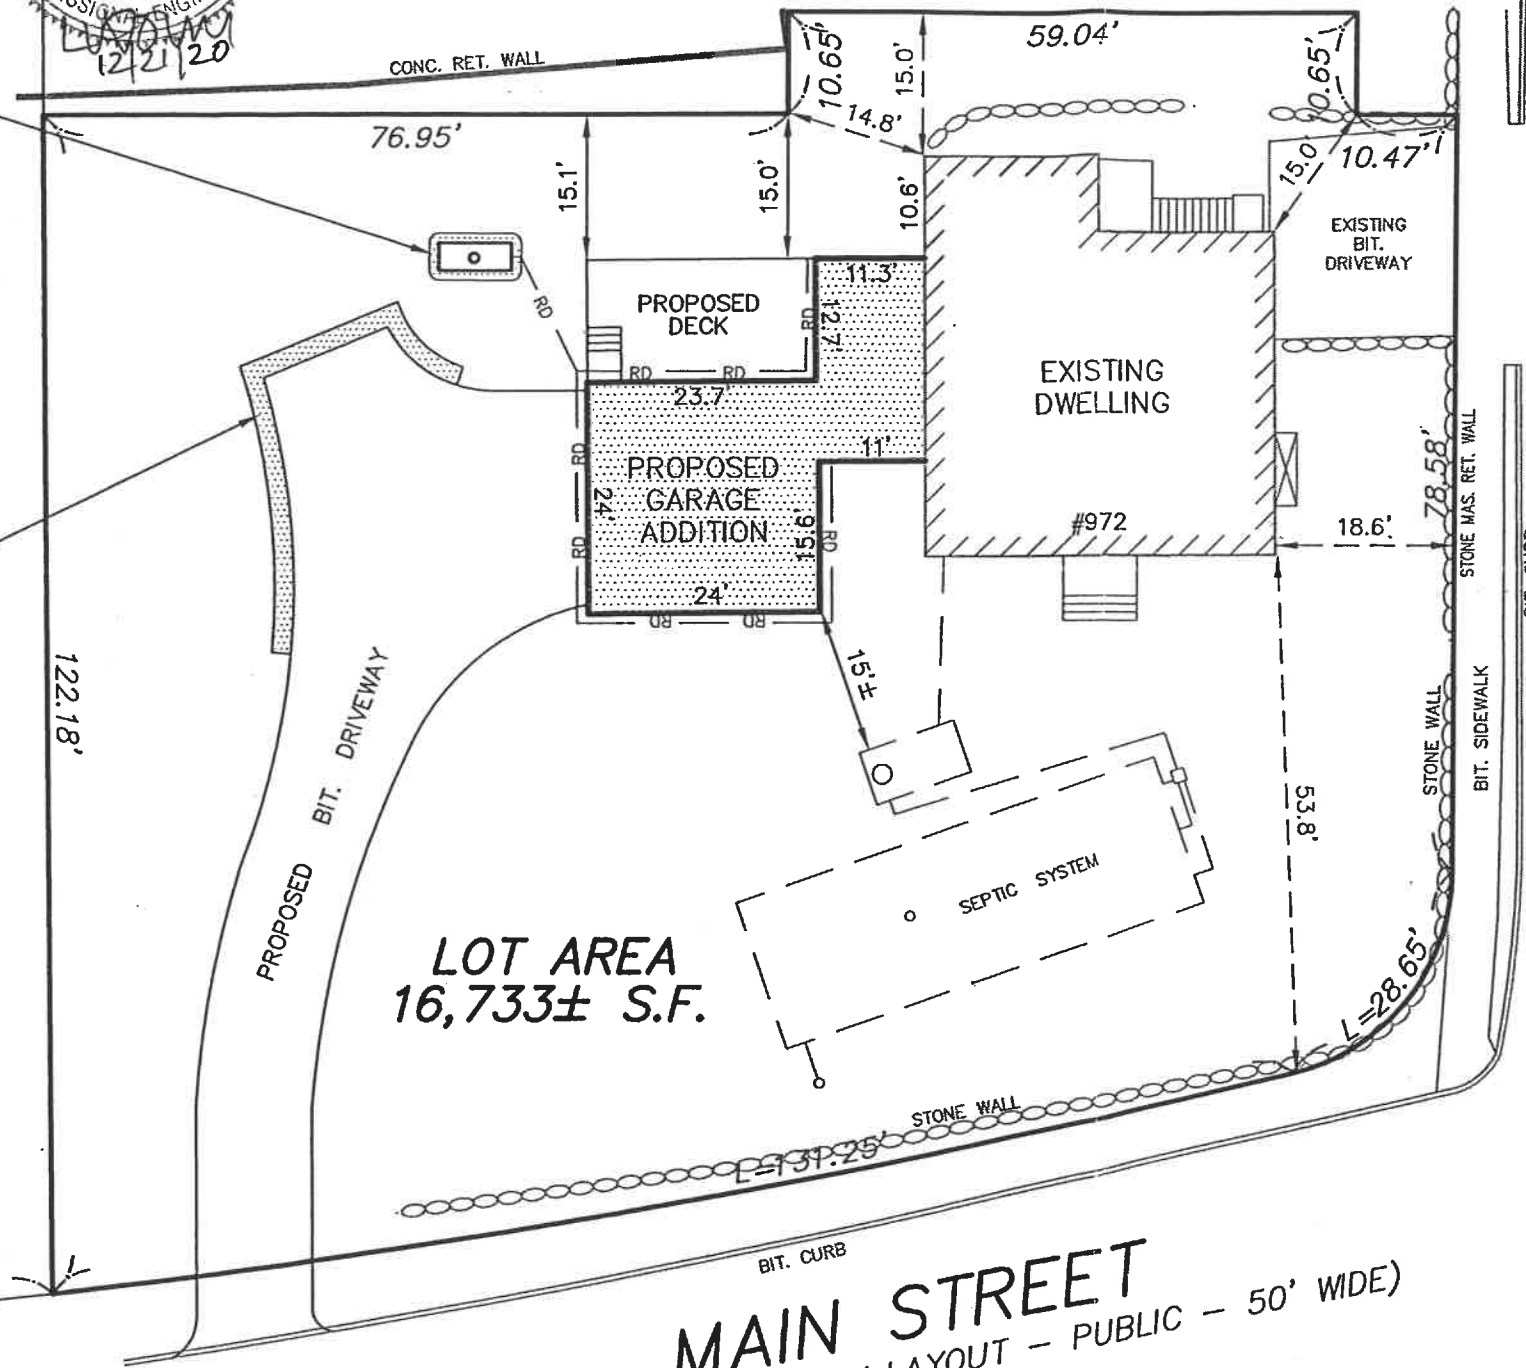 12/21/20
CONC. RET. WALL
59.04'
10.65'
15.0'
10.65'
76.95'
14.8'
15.0'
10.47'
15.1'
15.0'
10.6'
EXISTING
BIT.
DRIVEWAY
RD
PROPOSED
DECK
11.3'
12.7'
RD
RD
RD
23.7'
EXISTING
DWELLING
11'
PROPOSED
GARAGE
ADDITION
RD
24'
RD
15.6'
RD
24'
RD
RD
#972
18.6'
78.58'
STONE MAS. RET. WALL
122.18'
15'±
PROPOSED BIT. DRIVEWAY
STONE WALL
BIT. SIDEWALK
53.8'
SEPTIC SYSTEM
LOT AREA
16,733± S.F.
L=28.65'
STONE WALL
L=131.25'
BIT. CURB
MAIN STREET
LAYOUT - PUBLIC - 50' WIDE)